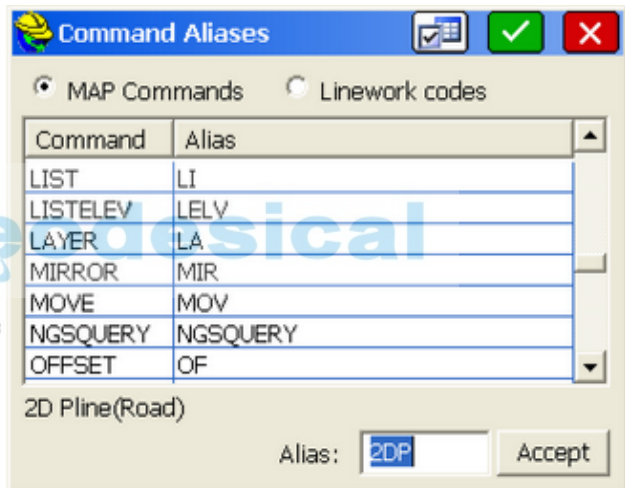 Command Aliases
MAP Commands Linework codes
Command Alias
LIST LI
LISTELEV LELV
LAYER LA
MIRROR MIR
MOVE MOV
NGSQUERY NGSQUERY
OFFSET OF
2D Pline(Road)
Alias: 2DP Accept